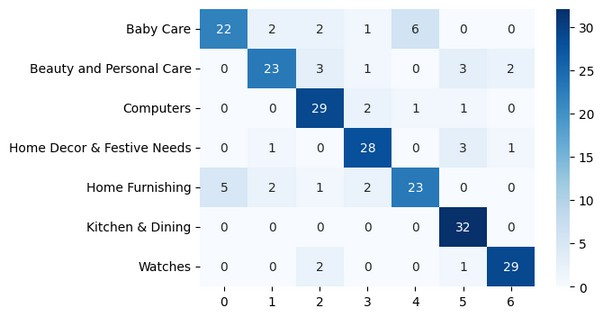 Baby Care 22 2 2 1 6 0 0
Beauty and Personal Care 0 23 3 1 0 3 2
Computers 0 0 29 2 1 1 0
Home Decor & Festive Needs 0 1 0 28 0 3 1
Home Furnishing 5 2 1 2 23 0 0
Kitchen & Dining 0 0 0 0 0 32 0
Watches 0 0 2 0 0 1 29
0 1 2 3 4 5 6
30
25
20
15
10
5
0